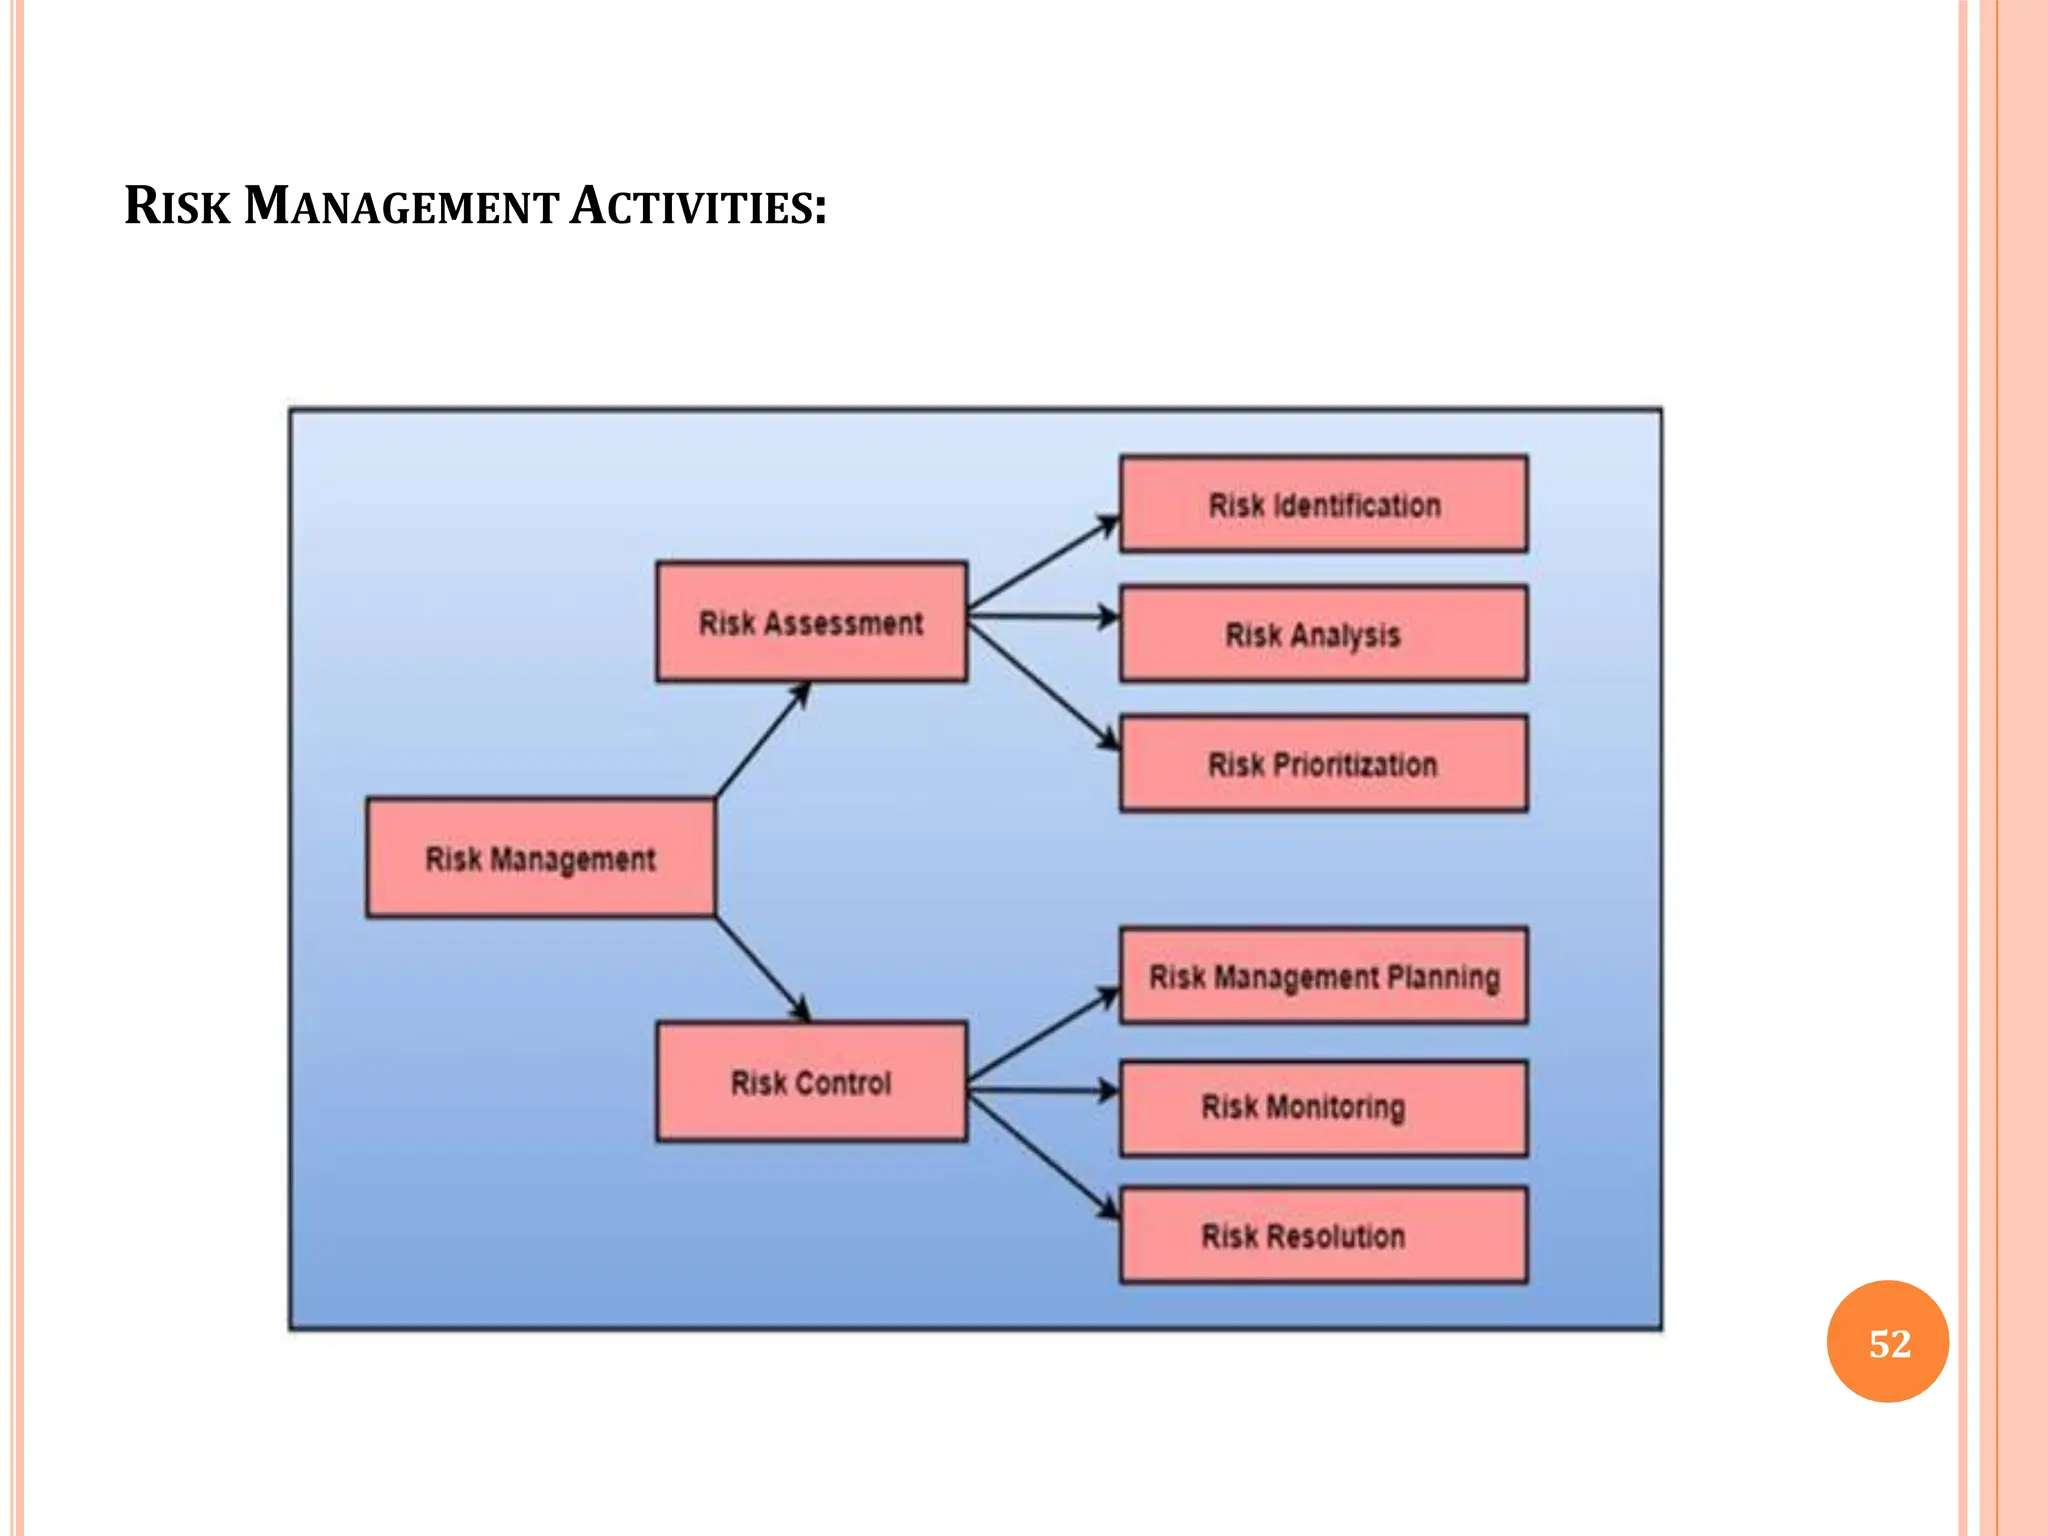 RISK MANAGEMENT ACTIVITIES:
Risk Identification
Risk Assessment
Risk Analysis
Risk Prioritization
Risk Management
Risk Management Planning
Risk Control
Risk Monitoring
Risk Resolution
52